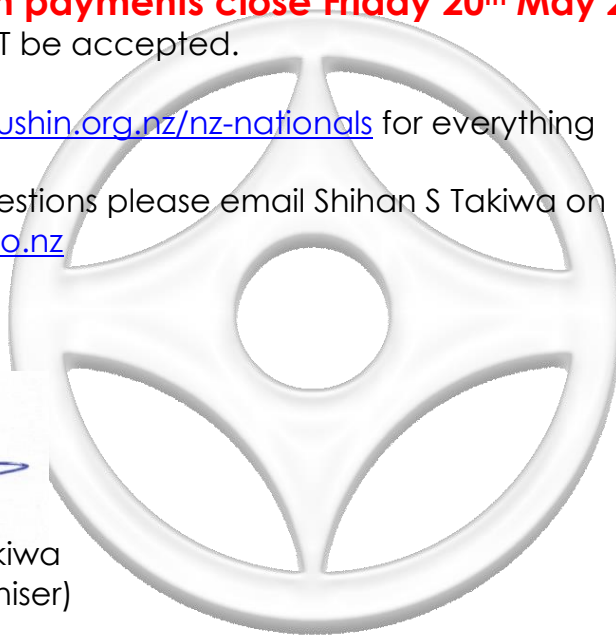 payments close Friday 20th May
be accepted.
ushin.org.nz/nz-nationals for everything
estions please email Shihan S Takiwa on
o.nz
kiwa
niser)